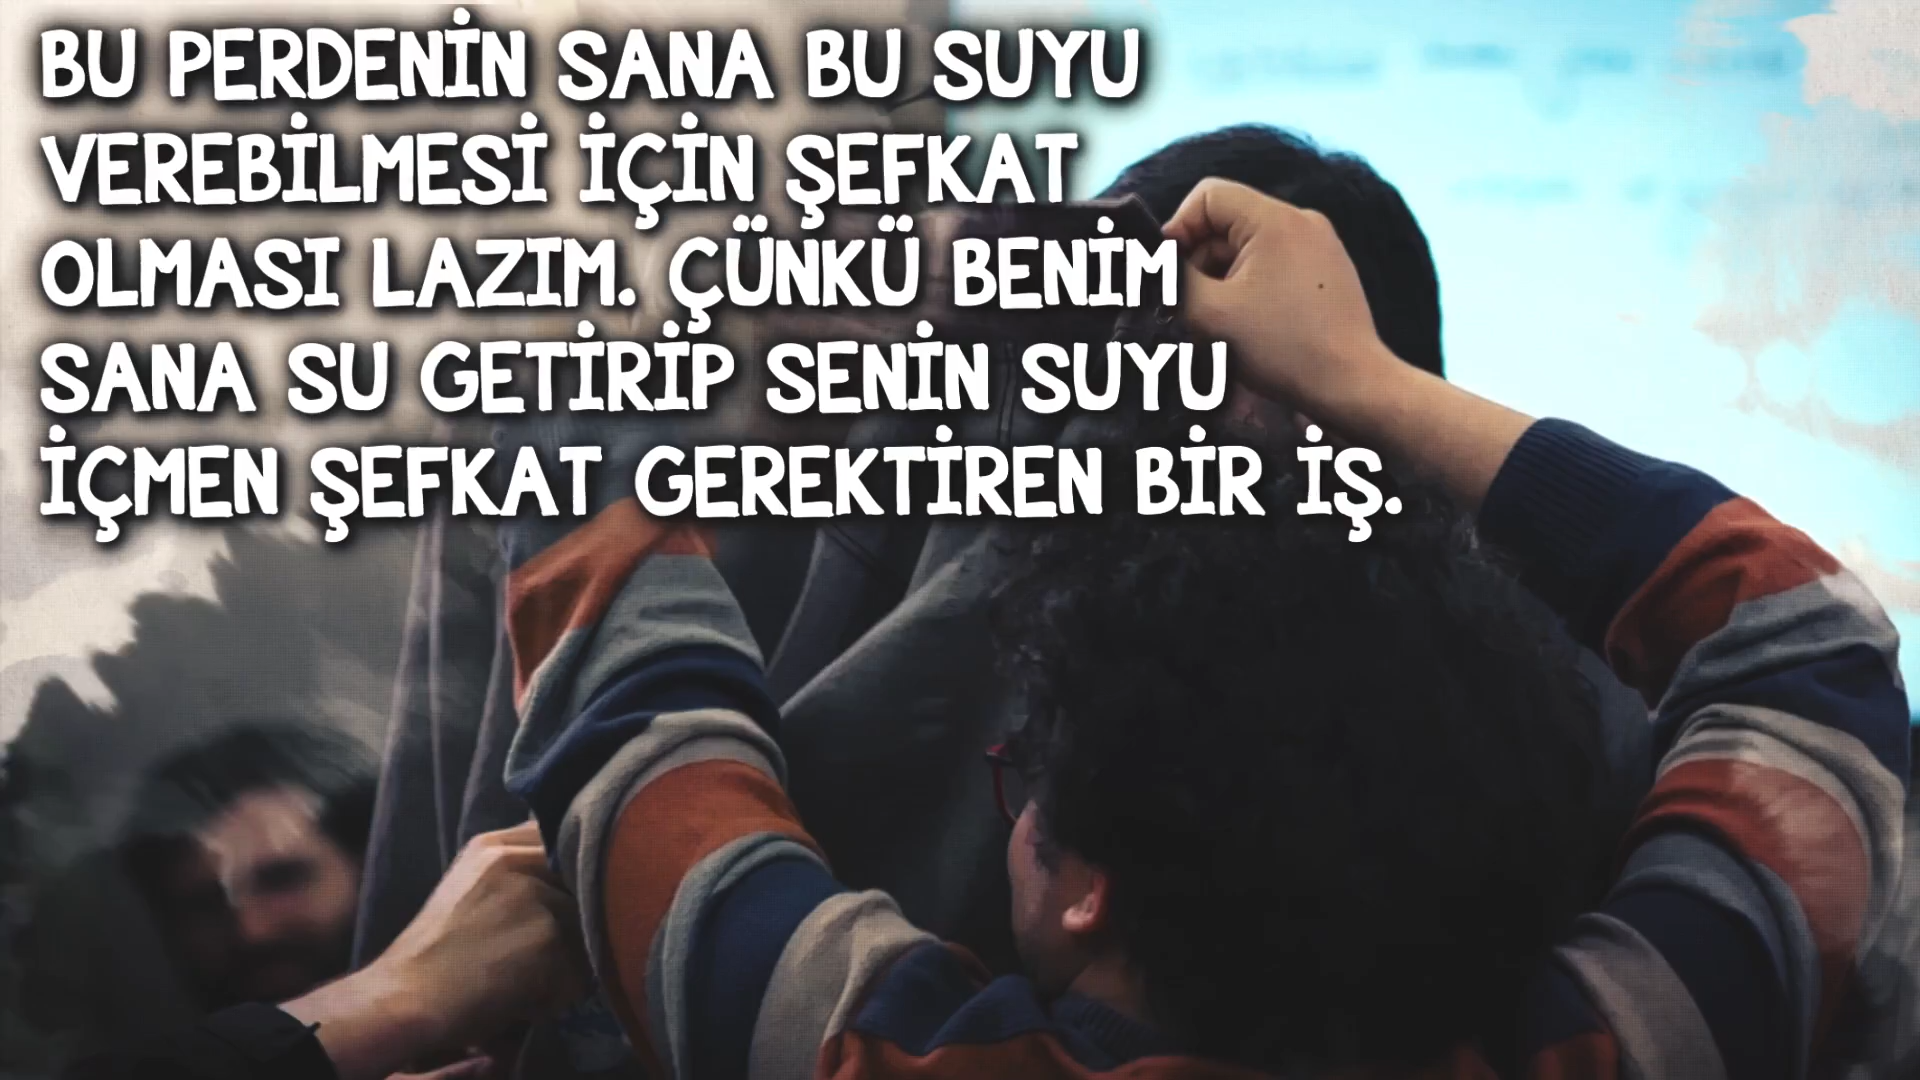 BU PERDENİN SANA BU SUYU
VEREBİLMESİ İÇİN ŞEFKAT
OLMASI LAZIM. ÇÜNKÜ BENİM
SANA SU GETİRİP SENİN SUYU
İÇMEN ŞEFKAT GEREKTİREN BİR İŞ.